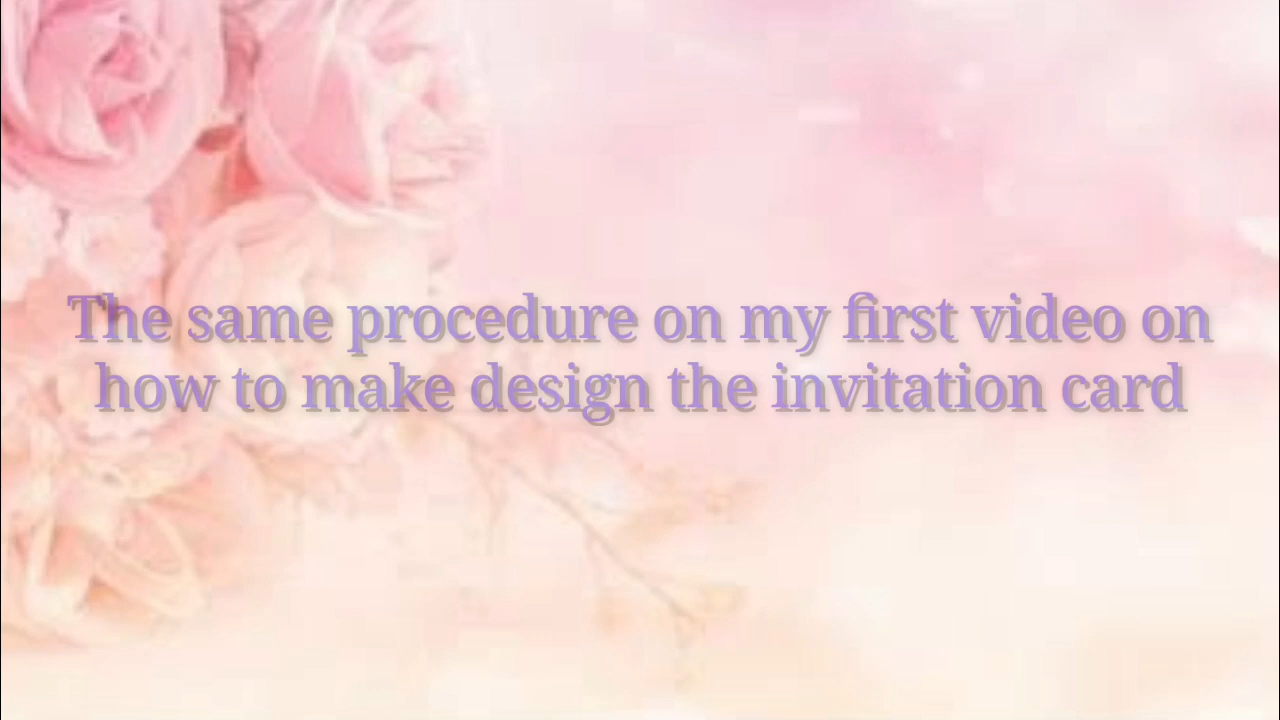 The same procedure on my first video on
how to make design the invitation card